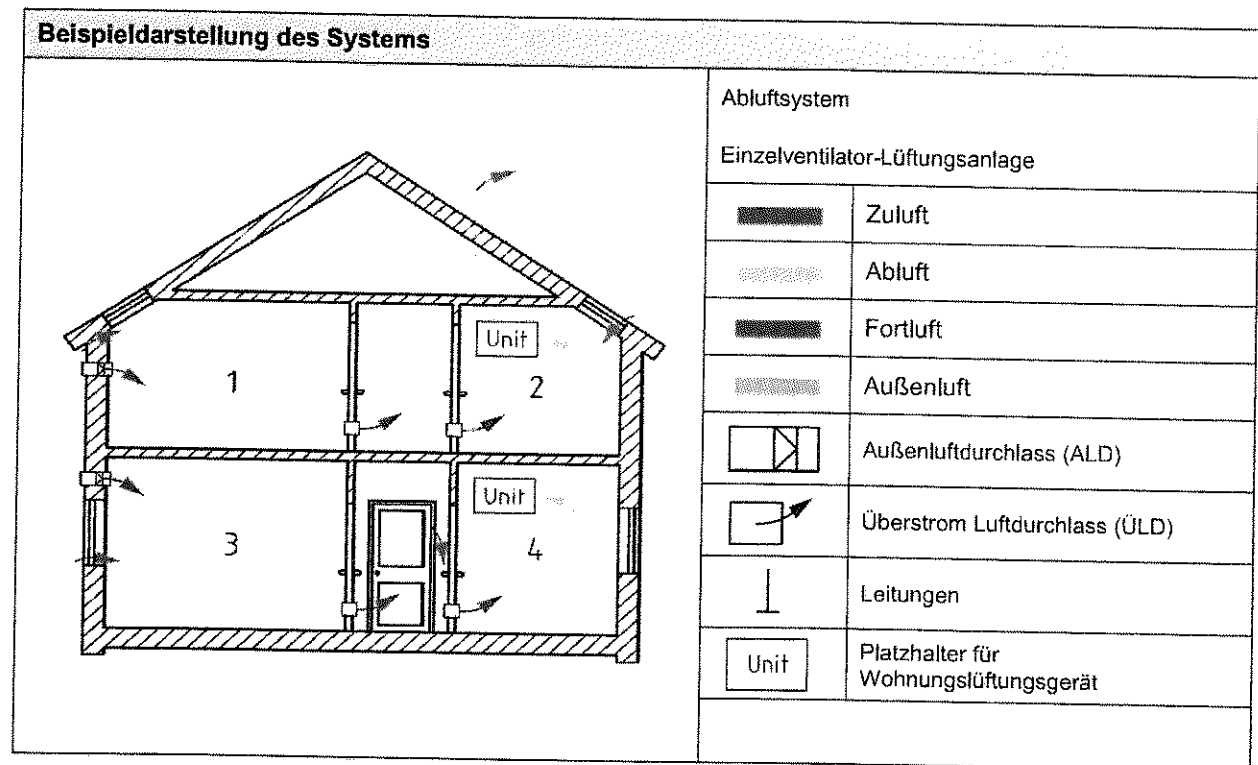 Beispieldarstellung des Systems
Abluftsystem
Einzelventilator-Lüftungsanlage
Zuluft
Abluft
Fortluft
Außenluft
Außenluftdurchlass (ALD)
Überstrom Luftdurchlass (ÜLD)
Leitungen
Unit
Platzhalter für
Wohnungslüftungsgerät
1
Unit
2
3
Unit
4